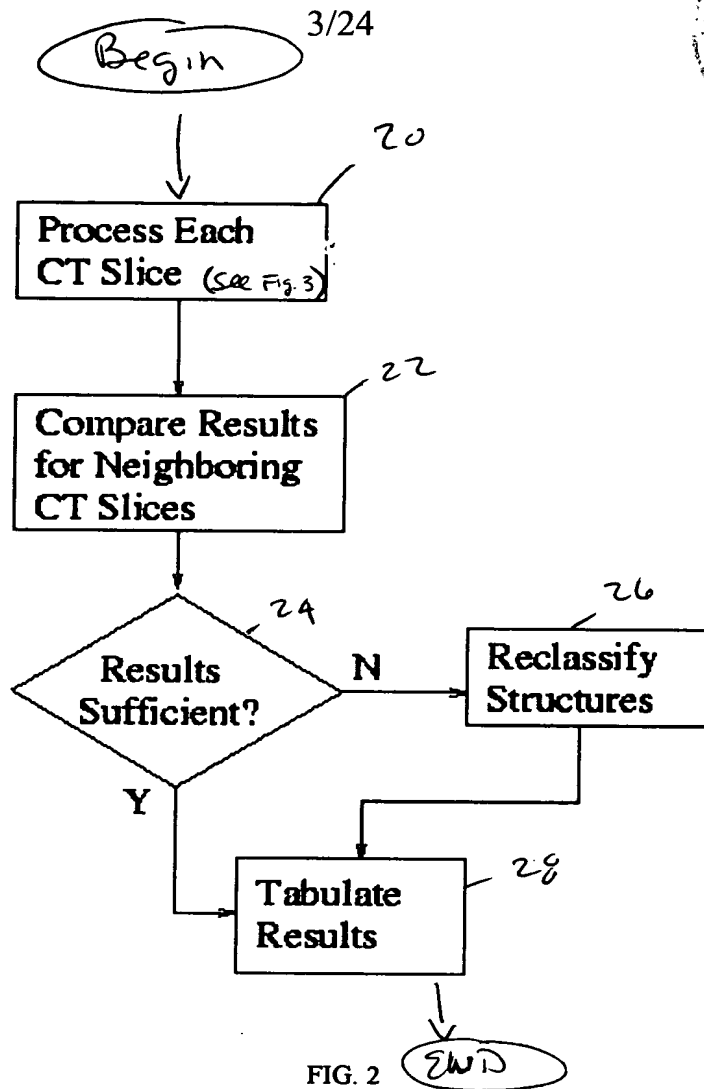 3/24
Begin
20
Process Each
CT Slice (See Fig. 3)
22
Compare Results
for Neighboring
CT Slices
24
Results
Sufficient?
N
26
Reclassify
Structures
Y
28
Tabulate
Results
END
FIG. 2